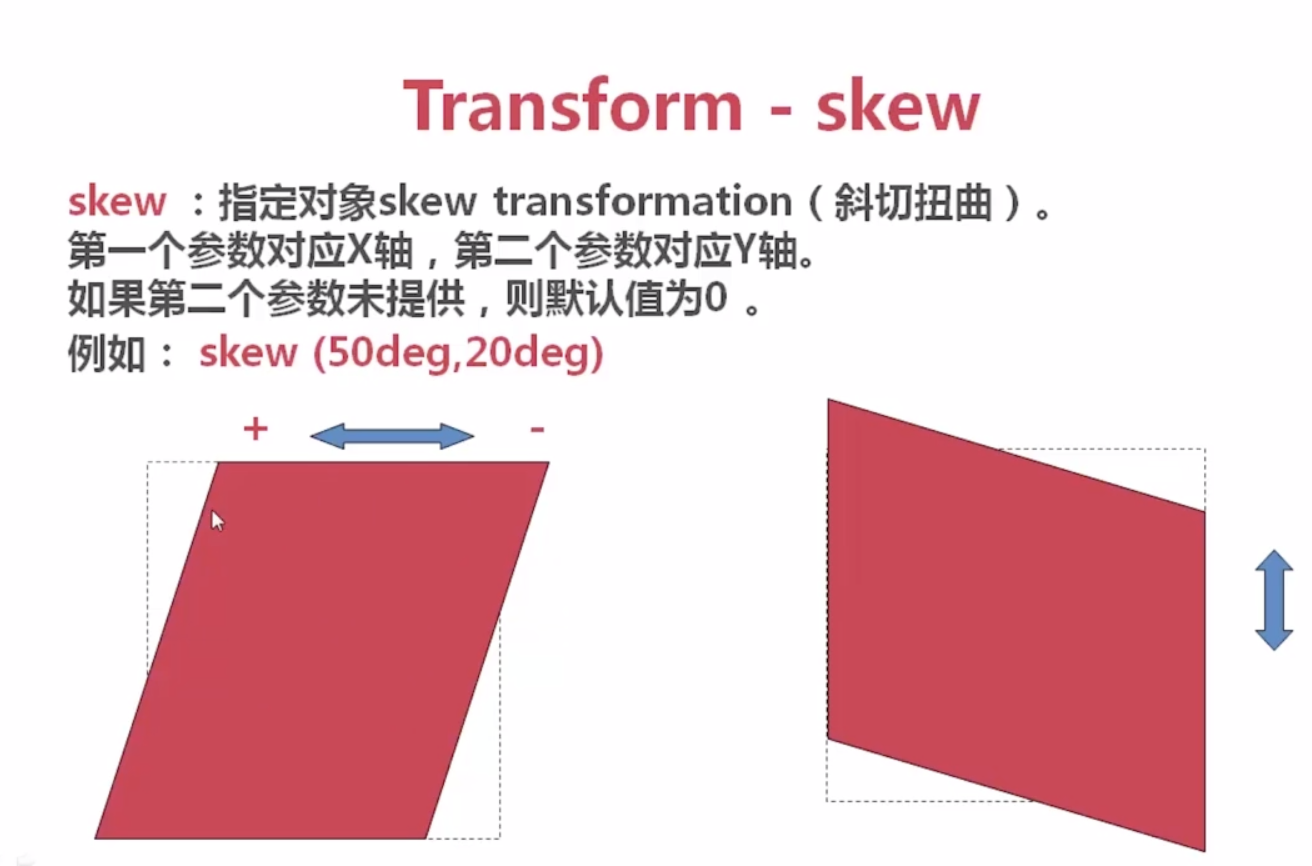 Transform - skew
skew ：指定对象skew transformation（斜切扭曲）。
第一个参数对应X轴，第二个参数对应Y轴。
如果第二个参数未提供，则默认值为0 。
例如： skew (50deg,20deg)
+ -